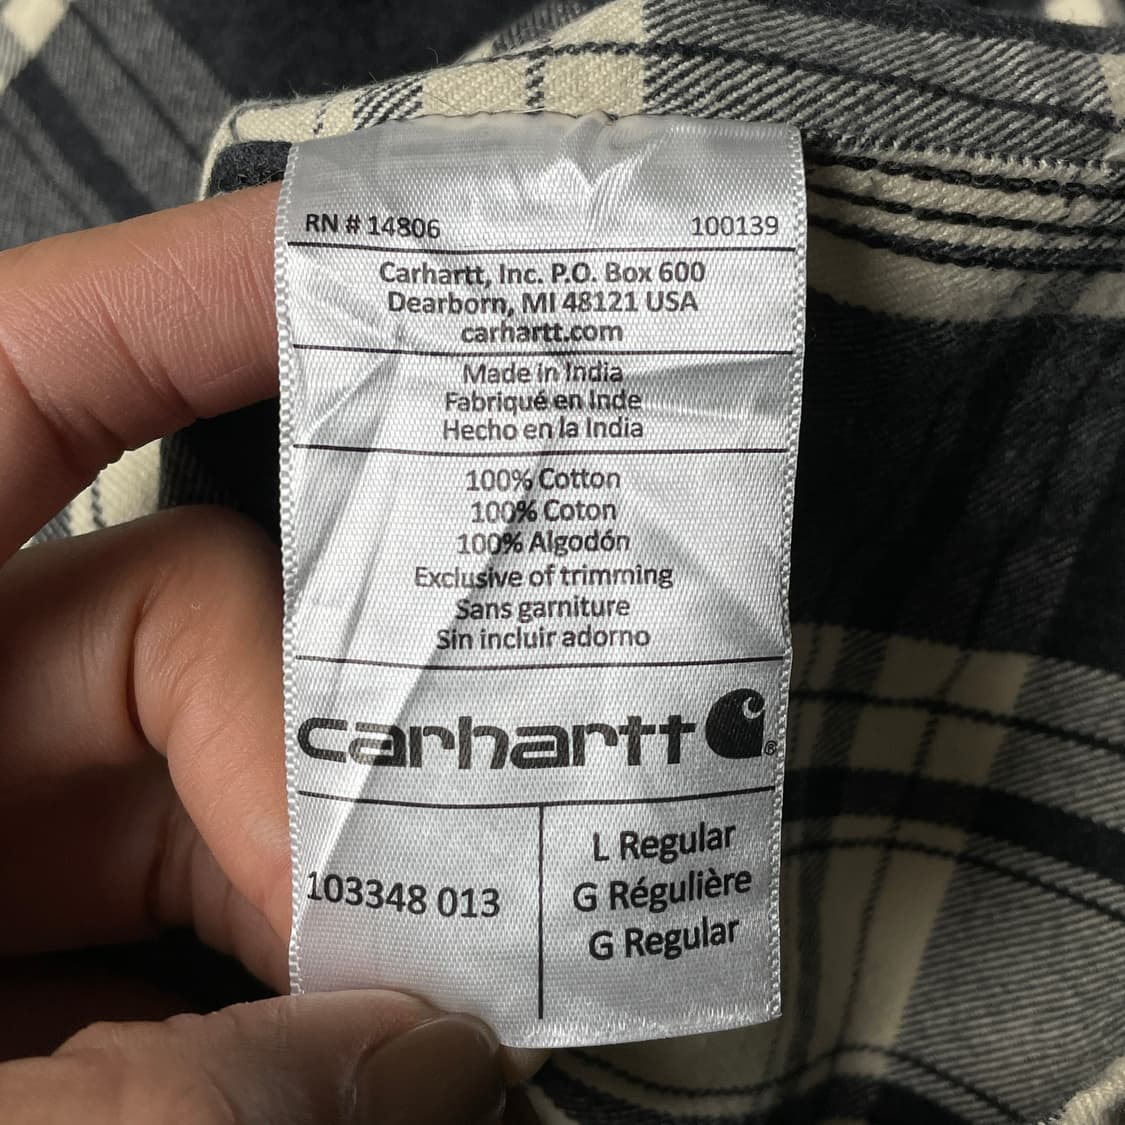 RN # 14806 100139
Carhartt, Inc. P.O. Box 600
Dearborn, MI 48121 USA
carhartt.com
Made in India
Fabriqué en Inde
Hecho en la India
100% Cotton
100% Coton
100% Algodón
Exclusive of trimming
Sans garniture
Sin incluir adorno
carhartt ®
103348 013
L Regular
G Régulière
G Regular